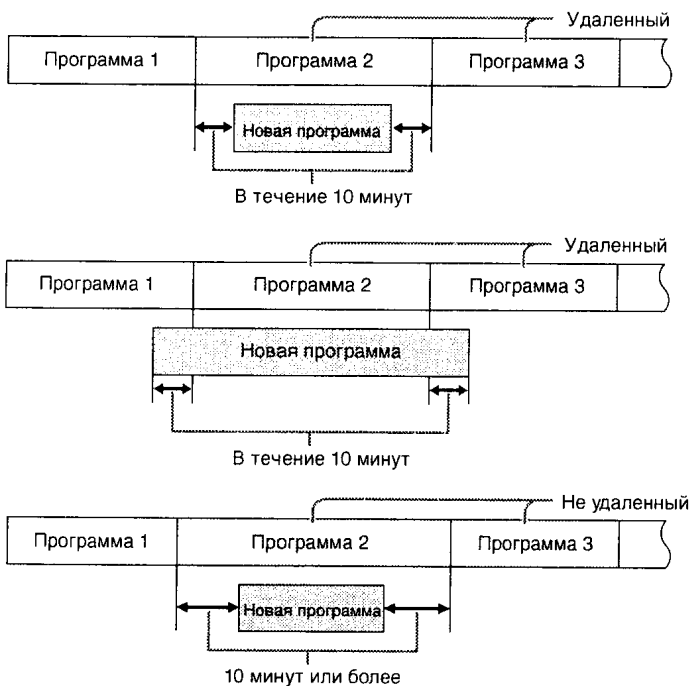 Удаленный
Программа 1 Программа 2 Программа 3
Новая программа
В течение 10 минут
Удаленный
Программа 1 Программа 2 Программа 3
Новая программа
В течение 10 минут
Не удаленный
Программа 1 Программа 2 Программа 3
Новая программа
10 минут или более